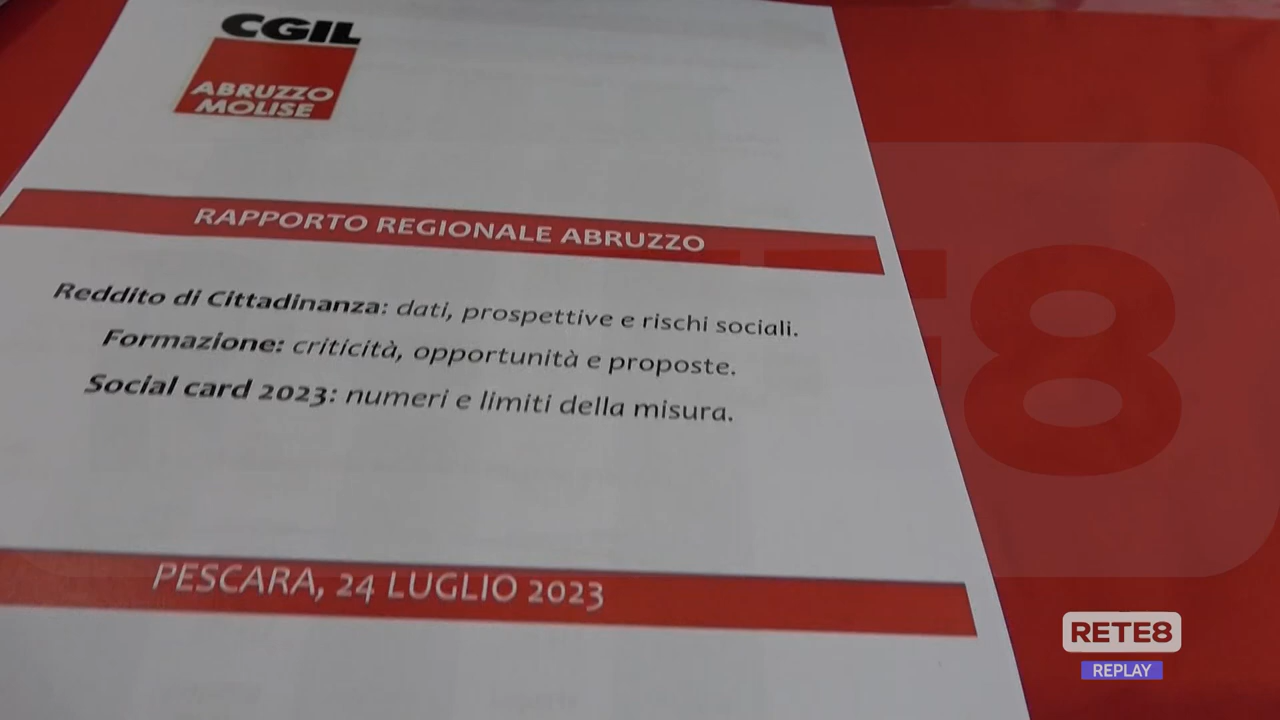 CGIL
ABRUZZO
MOLISE
RAPPORTO REGIONALE ABRUZZO
Reddito di Cittadinanza: dati, prospettive e rischi sociali.
Formazione: criticità, opportunità e proposte.
Social card 2023: numeri e limiti della misura.
PESCARA, 24 LUGLIO 2023
RETE8
REPLAY